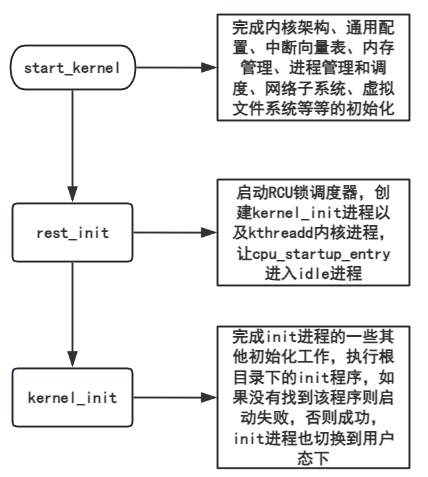 start_kernel
完成内核架构、通用配
置、中断向量表、内存
管理、进程管理和调
度、网络子系统、虚拟
文件系统等等的初始化
rest_init
启动RCU锁调度器，创
建kernel_init进程以
及kthreadd内核进程，
让cpu_startup_entry
进入idle进程
kernel_init
完成init进程的一些其
他初始化工作，执行根
目录下的init程序，如
果没有找到该程序则启
动失败，否则成功，
init进程也切换到用户
态下